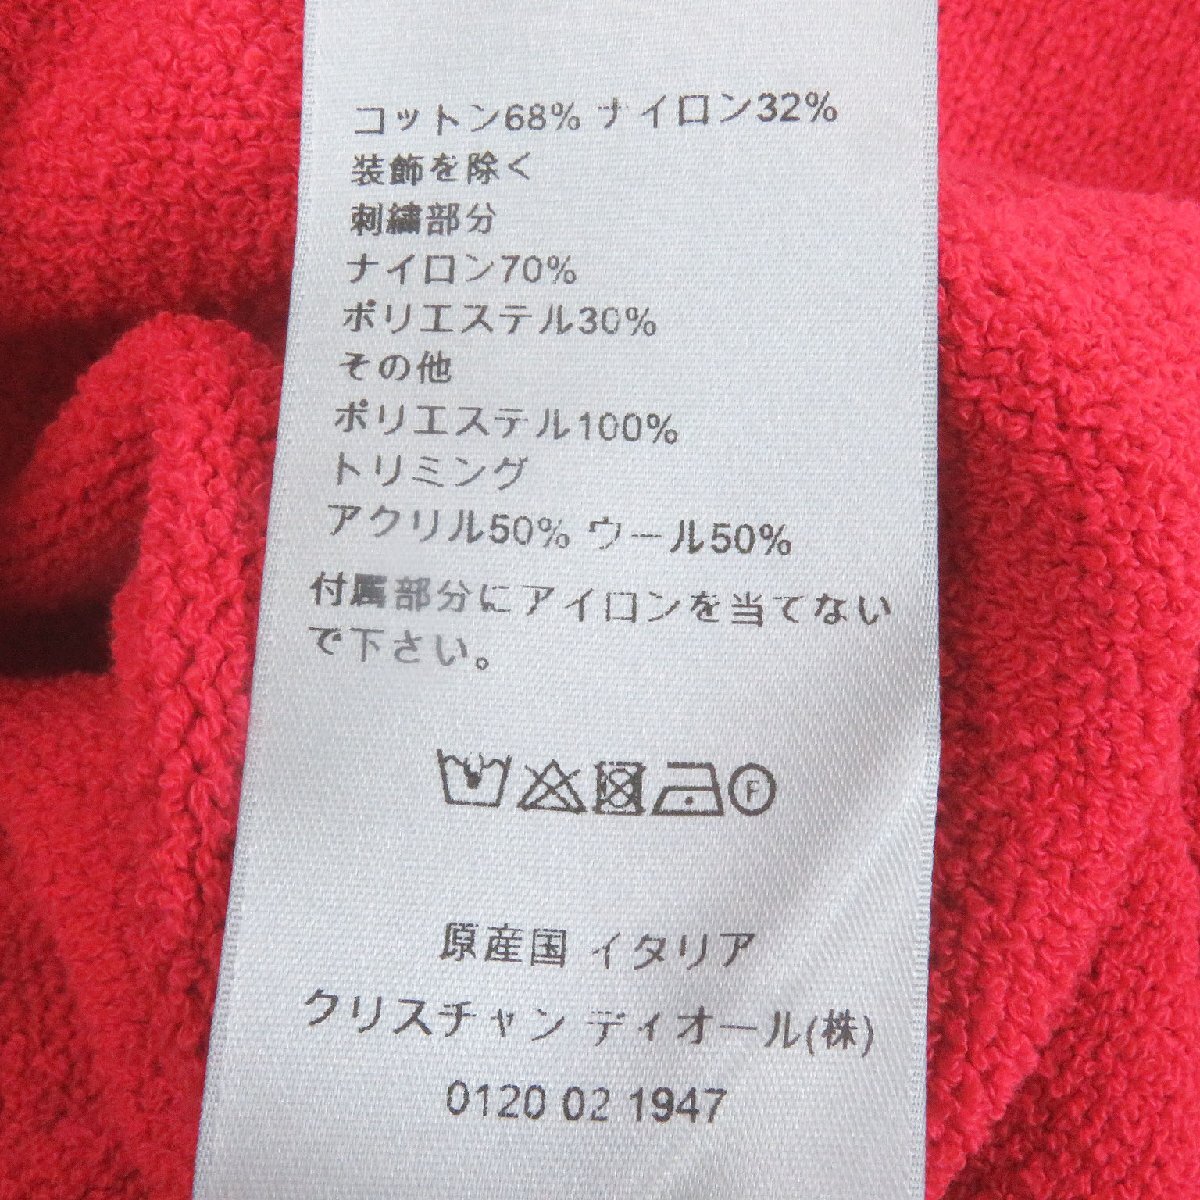 コットン68% ナイロン32%
装飾を除く
刺繍部分
ナイロン70%
ポリエステル30%
その他
ポリエステル100%
トリミング
アクリル50% ウール50%
付属部分にアイロンを当てない
で下さい。
F
原産国 イタリア
クリスチャン ディオール(株)
0120 02 1947